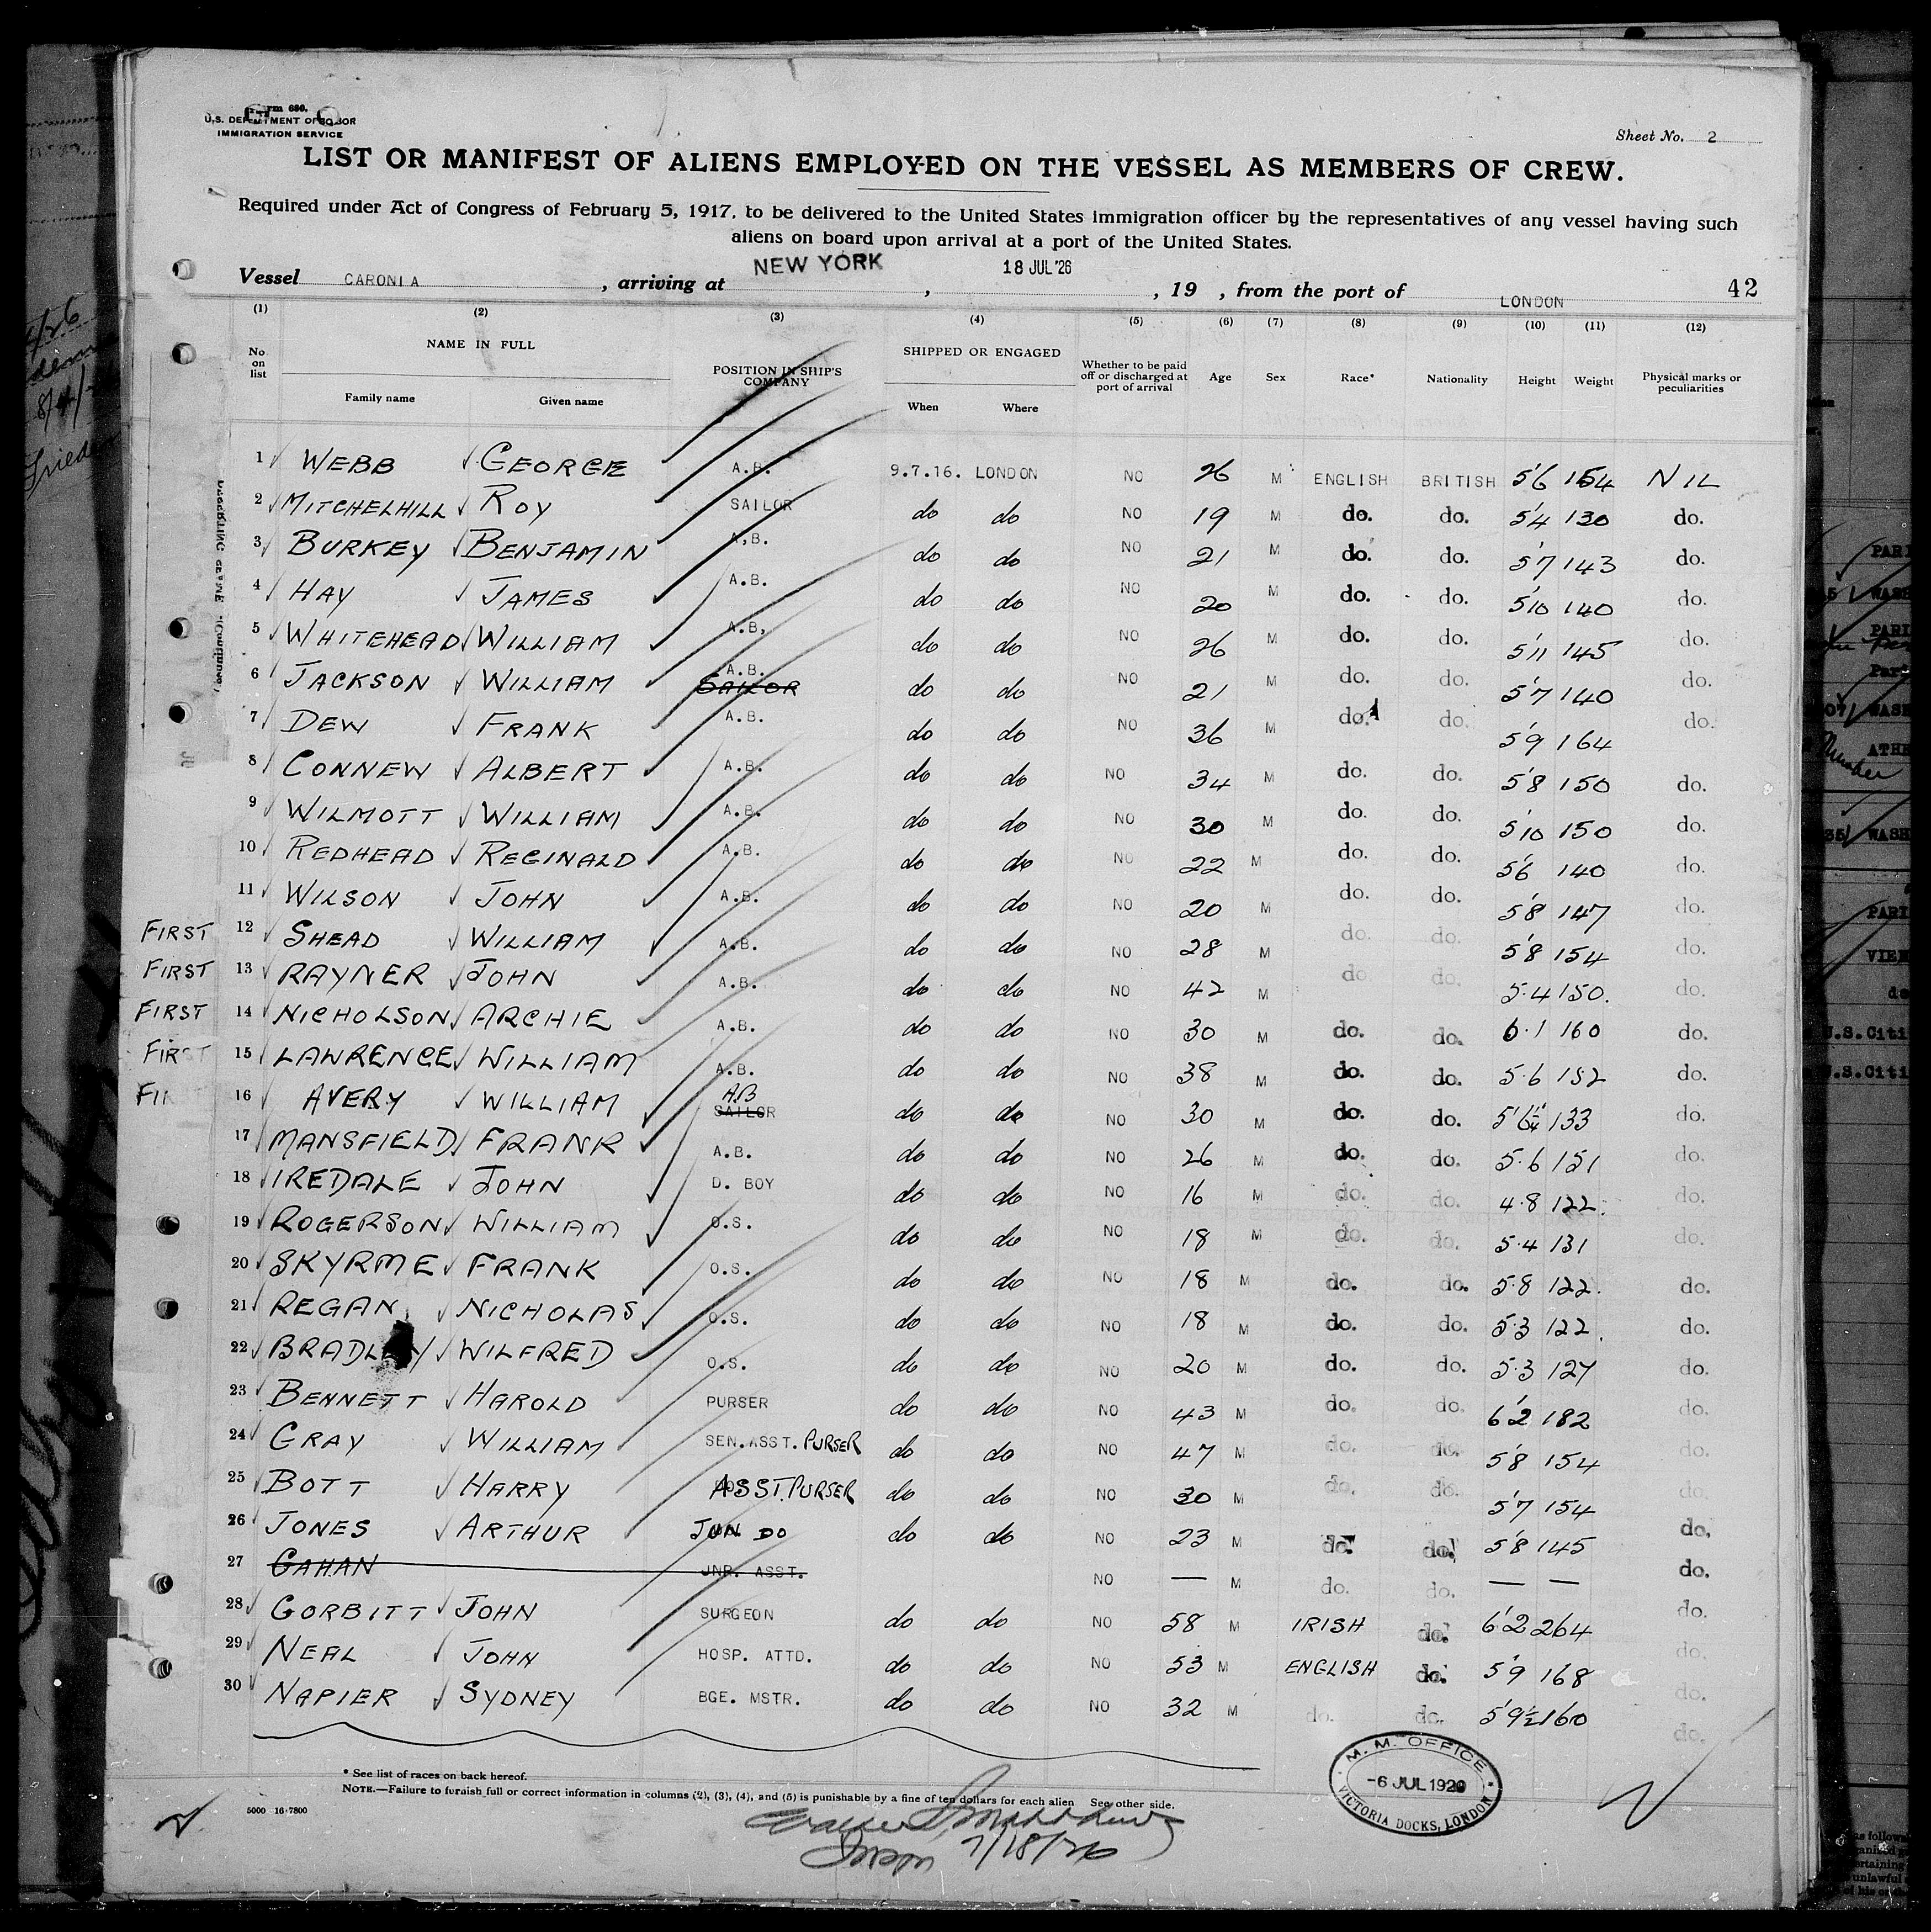 Form 680.
U.S. DEPARTMENT OF LABOR
IMMIGRATION SERVICE
Sheet No. 2
LIST OR MANIFEST OF ALIENS EMPLOYED ON THE VESSEL AS MEMBERS OF CREW.
Required under Act of Congress of February 5, 1917, to be delivered to the United States immigration officer by the representatives of any vessel having such
aliens on board upon arrival at a port of the United States.
Vessel CARONIA, arriving at NEW YORK, 18 JUL '26, 19 , from the port of LONDON 42
(1) (2) (3) (4) (5) (6) (7) (8) (9) (10) (11) (12)
No on list NAME IN FULL Family name Given name POSITION IN SHIP'S COMPANY SHIPPED OR ENGAGED When Where Whether to be paid off or discharged at port of arrival Age Sex Race* Nationality Height Weight Physical marks or peculiarities
1 WEBB GEORGE A.B. 9.7.16. LONDON NO 26 M ENGLISH BRITISH 5'6 154 NIL
2 MITCHELHILL ROY SAILOR do do NO 19 M do. do. 5'4 130 do.
3 BURKEY BENJAMIN A.B. do do NO 21 M do. do. 5'7 143 do.
4 HAY JAMES A.B. do do NO 20 M do. do. 5'10 140 do.
5 WHITEHEAD WILLIAM A.B. do do NO 26 M do. do. 5'11 145 do.
6 JACKSON WILLIAM A.B. SAILOR do do NO 21 M do. do. 5'7 140 do.
7 DEW FRANK A.B. do do NO 36 M do. do. 5'9 164 do.
8 CONNEW ALBERT A.B. do do NO 34 M do. do. 5'8 150 do.
9 WILMOTT WILLIAM A.B. do do NO 30 M do. do. 5'10 150 do.
10 REDHEAD REGINALD A.B. do do NO 22 M do. do. 5'6 140 do.
11 WILSON JOHN A.B. do do NO 20 M do. do. 5'8 147 do.
FIRST 12 SHEAD WILLIAM A.B. do do NO 28 M do. do. 5'8 154 do.
FIRST 13 RAYNER JOHN A.B. do do NO 42 M do do. 5.4 150. do.
FIRST 14 NICHOLSON ARCHIE A.B. do do NO 30 M do. do. 6.1 160 do.
FIRST 15 LAWRENCE WILLIAM A.B. do do NO 38 M do. do. 5.6 152 do.
FIRST 16 AVERY WILLIAM A.B SAILOR do do NO 30 M do. do. 5'6¼ 133 do.
17 MANSFIELD FRANK A.B. do do NO 26 M do. do. 5.6 151 do.
18 IREDALE JOHN D. BOY do do NO 16 M do. do. 4.8 122. do.
19 ROGERSON WILLIAM O.S. do do NO 18 M do. do. 5.4 131 do.
20 SKYRME FRANK O.S. do do NO 18 M do. do. 5.8 122. do.
21 REGAN NICHOLAS O.S. do do NO 18 M do. do. 5.3 122. do.
22 BRADLEY WILFRED O.S. do do NO 20 M do. do. 5.3 127 do.
23 BENNETT HAROLD PURSER do do NO 43 M do. do. 6'2 182 do.
24 GRAY WILLIAM SEN. ASST. PURSER do do NO 47 M do. do. 5'8 154 do.
25 BOTT HARRY ASST. PURSER do do NO 30 M do. do. 5'7 154 do.
26 JONES ARTHUR JUN DO do do NO 23 M do. do. 5'8 145 do.
27 GAHAN JNR. ASST. NO — M do. do. — — do.
28 GORBITT JOHN SURGEON do do NO 58 M IRISH do. 6'2 264 do.
29 NEAL JOHN HOSP. ATTD. do do NO 53 M ENGLISH do. 5'9 168 do.
30 NAPIER SYDNEY BGE. MSTR. do do NO 32 M do. do. 5'9½ 160 do.
do.
* See list of races on back hereof.
NOTE.—Failure to furnish full or correct information in columns (2), (3), (4), and (5) is punishable by a fine of ten dollars for each alien See other side.
5000 16-7800
7/18/26
M. M. OFFICE
-6 JUL 1926
VICTORIA DOCKS, LONDON